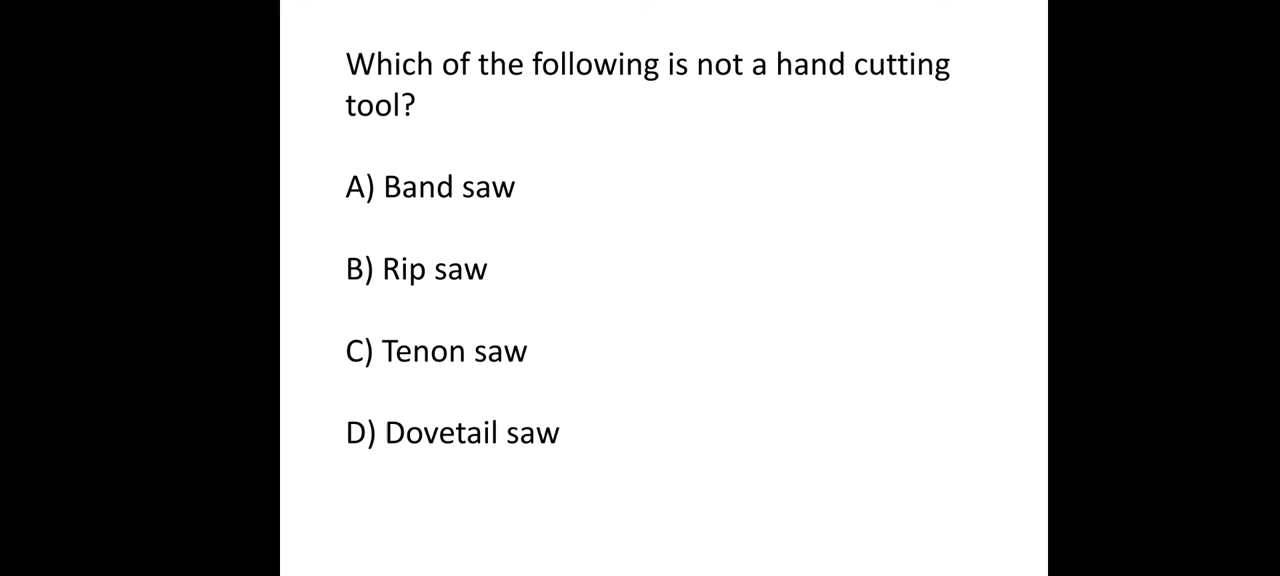 Which of the following is not a hand cutting
tool?
A) Band saw
B) Rip saw
C) Tenon saw
D) Dovetail saw